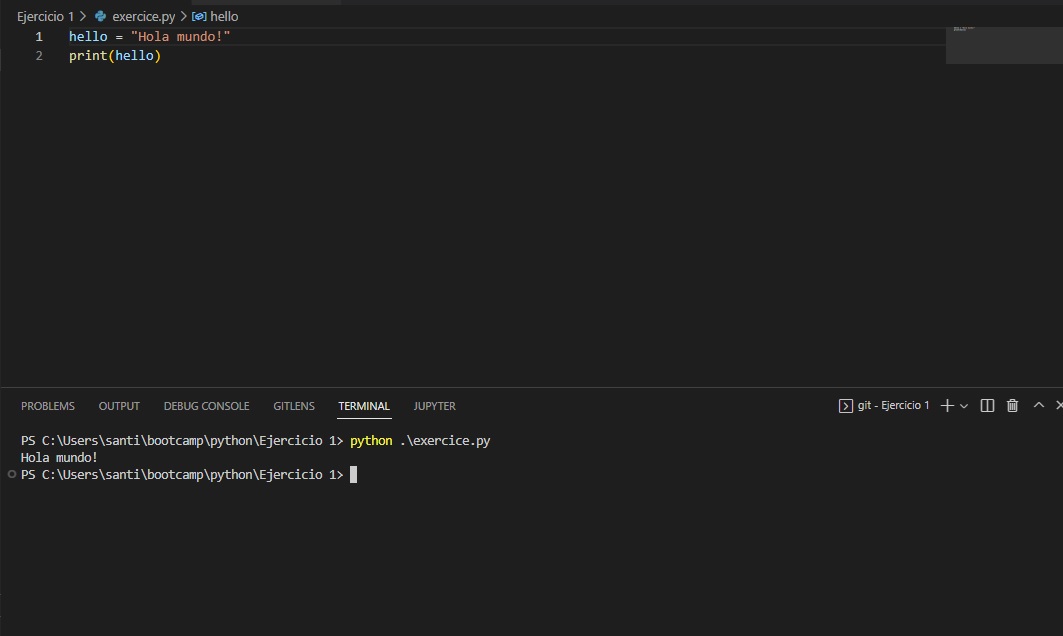 Ejercicio 1 > exercice.py > hello
1 hello = "Hola mundo!"
2 print(hello)
PROBLEMS OUTPUT DEBUG CONSOLE GITLENS TERMINAL JUPYTER git - Ejercicio 1
PS C:\Users\santi\bootcamp\python\Ejercicio 1> python .\exercice.py
Hola mundo!
PS C:\Users\santi\bootcamp\python\Ejercicio 1>